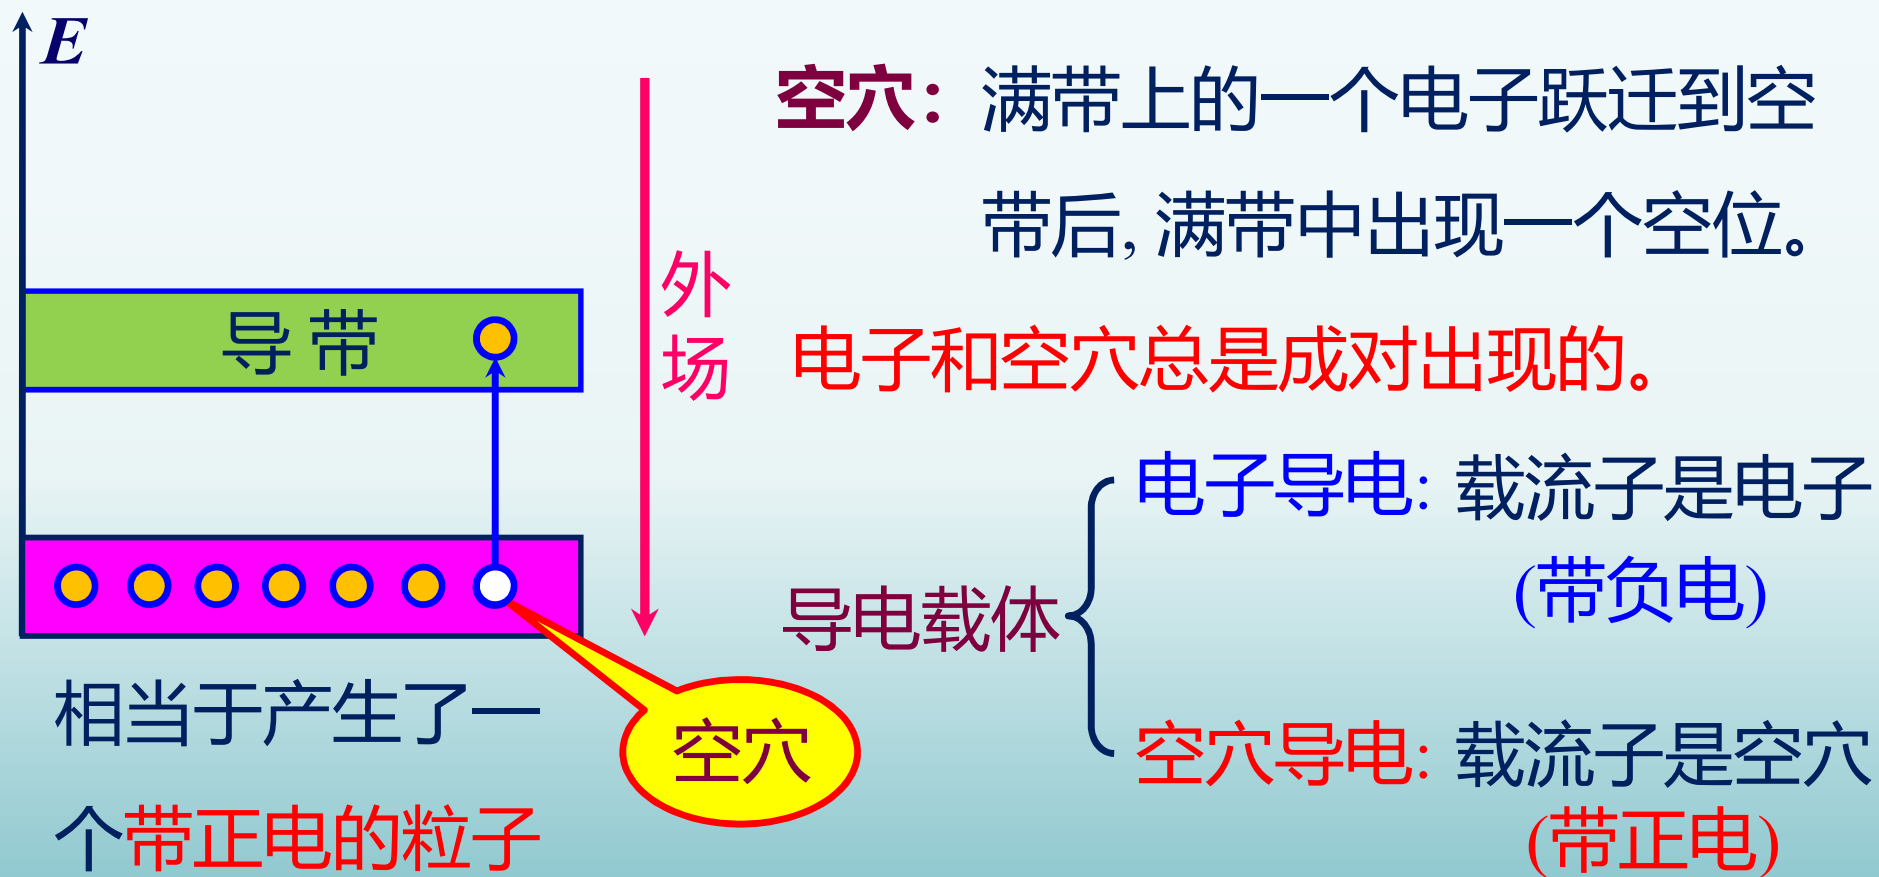 E
空穴：满带上的一个电子跃迁到空
带后, 满带中出现一个空位。
外场
导 带
电子和空穴总是成对出现的。
电子导电: 载流子是电子
(带负电)
导电载体
空穴导电: 载流子是空穴
(带正电)
空穴
相当于产生了一
个带正电的粒子